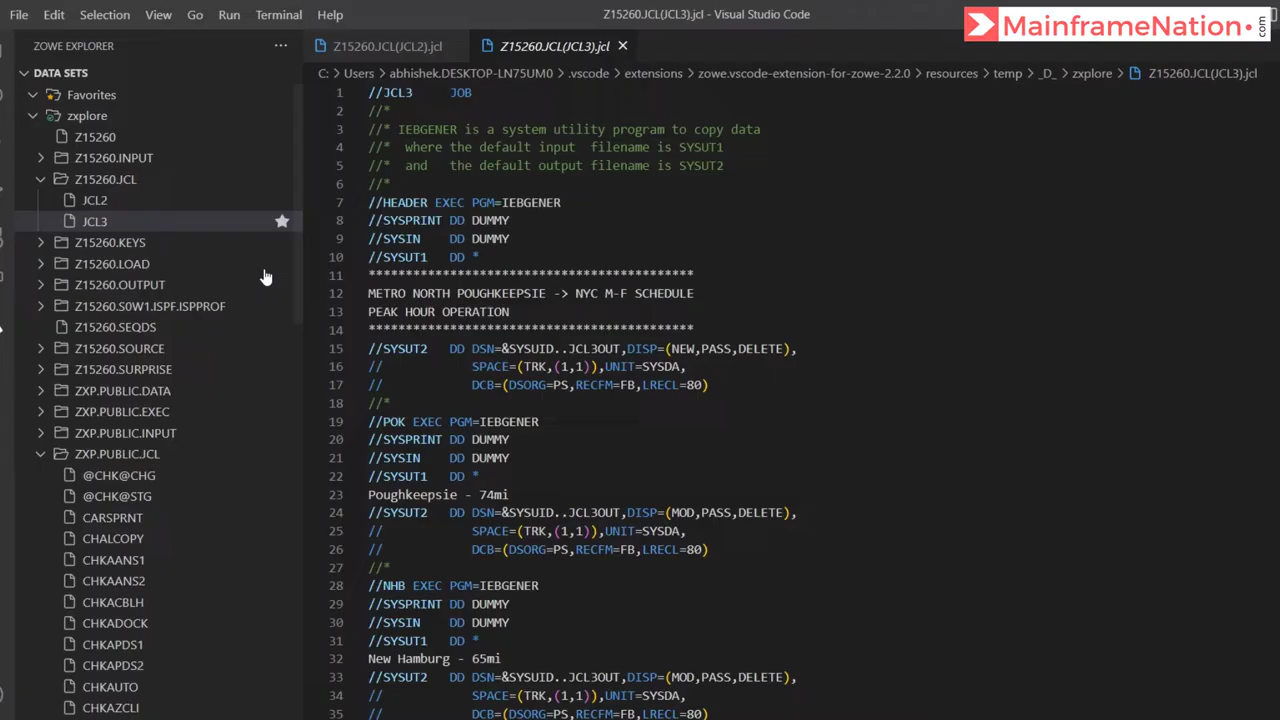 File Edit Selection View Go Run Terminal Help
Z15260.JCL(JCL3).jcl - Visual Studio Code
MainframeNation.com
ZOWE EXPLORER ···
DATA SETS
Favorites
zxplore
Z15260
Z15260.INPUT
Z15260.JCL
JCL2
JCL3
Z15260.KEYS
Z15260.LOAD
Z15260.OUTPUT
Z15260.S0W1.ISPF.ISPPROF
Z15260.SEQDS
Z15260.SOURCE
Z15260.SURPRISE
ZXP.PUBLIC.DATA
ZXP.PUBLIC.EXEC
ZXP.PUBLIC.INPUT
ZXP.PUBLIC.JCL
@CHK@CHG
@CHK@STG
CARSPRNT
CHALCOPY
CHKAANS1
CHKAANS2
CHKACBLH
CHKADOCK
CHKAPDS1
CHKAPDS2
CHKAUTO
CHKAZCLI
Z15260JCL(JCL2).jcl Z15260JCL(JCL3).jcl
C: > Users > abhishek.DESKTOP-LN75UM0 > .vscode > extensions > zowe.vscode-extension-for-zowe-2.2.0 > resources > temp > _D_ > zxplore > Z15260.JCL(JCL3).jcl
1 //JCL3 JOB
2 //*
3 //* IEBGENER is a system utility program to copy data
4 //* where the default input filename is SYSUT1
5 //* and the default output filename is SYSUT2
6 //*
7 //HEADER EXEC PGM=IEBGENER
8 //SYSPRINT DD DUMMY
9 //SYSIN DD DUMMY
10 //SYSUT1 DD *
11 ********************************************
12 METRO NORTH POUGHKEEPSIE -> NYC M-F SCHEDULE
13 PEAK HOUR OPERATION
14 ********************************************
15 //SYSUT2 DD DSN=&SYSUID..JCL3OUT,DISP=(NEW,PASS,DELETE),
16 // SPACE=(TRK,(1,1)),UNIT=SYSDA,
17 // DCB=(DSORG=PS,RECFM=FB,LRECL=80)
18 //*
19 //POK EXEC PGM=IEBGENER
20 //SYSPRINT DD DUMMY
21 //SYSIN DD DUMMY
22 //SYSUT1 DD *
23 Poughkeepsie - 74mi
24 //SYSUT2 DD DSN=&SYSUID..JCL3OUT,DISP=(MOD,PASS,DELETE),
25 // SPACE=(TRK,(1,1)),UNIT=SYSDA,
26 // DCB=(DSORG=PS,RECFM=FB,LRECL=80)
27 //*
28 //NHB EXEC PGM=IEBGENER
29 //SYSPRINT DD DUMMY
30 //SYSIN DD DUMMY
31 //SYSUT1 DD *
32 New Hamburg - 65mi
33 //SYSUT2 DD DSN=&SYSUID..JCL3OUT,DISP=(MOD,PASS,DELETE),
34 // SPACE=(TRK,(1,1)),UNIT=SYSDA,
35 // DCB=(DSORG=PS,RECFM=FB,LRECL=80)